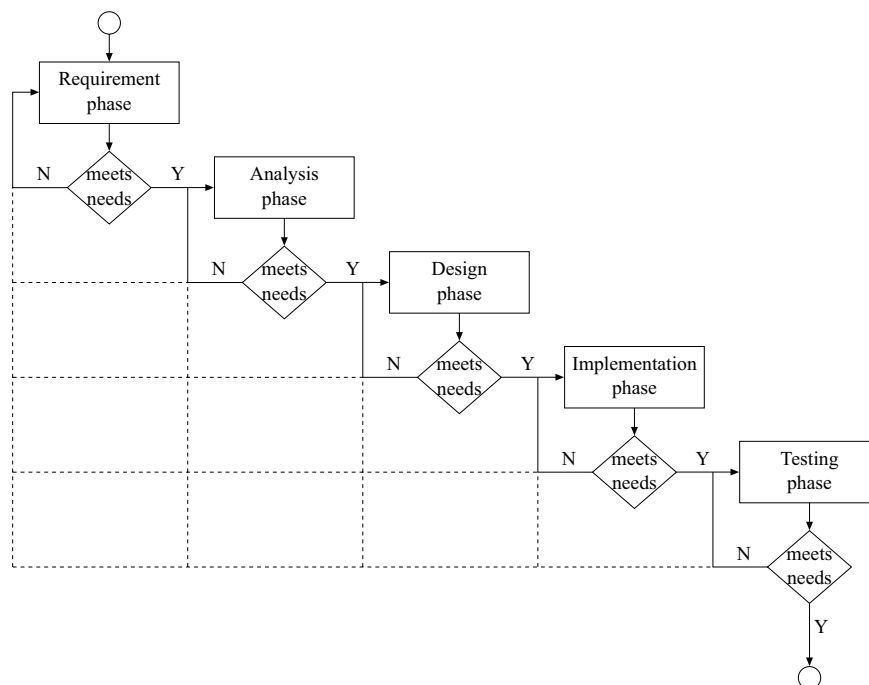 Requirement
phase
N
meets
needs
Y
Analysis
phase
N
meets
needs
Y
Design
phase
N
meets
needs
Y
Implementation
phase
N
meets
needs
Y
Testing
phase
N
meets
needs
Y